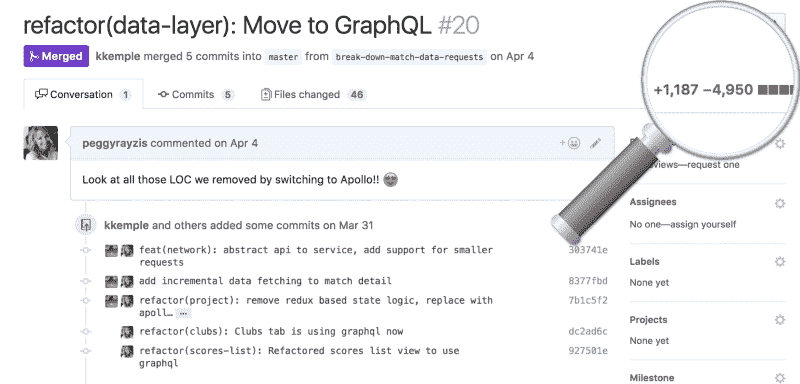 refactor(data-layer): Move to GraphQL #20
Merged kkemple merged 5 commits into master from break-down-match-data-requests on Apr 4
+1,187 −4,950
Conversation 1 Commits 5 Files changed 46
peggyrayzis commented on Apr 4
views—request one
Look at all those LOC we removed by switching to Apollo!!
Assignees
No one—assign yourself
kkemple and others added some commits on Mar 31
feat(network): abstract api to service, add support for smaller
requests
303741e
add incremental data fetching to match detail 8377fbd
refactor(project): remove redux based state logic, replace with
apoll… …
7b1c5f2
refactor(clubs): Clubs tab is using graphql now dc2ad6c
refactor(scores-list): Refactored scores list view to use
graphql
927501e
Labels
None yet
Projects
None yet
Milestone